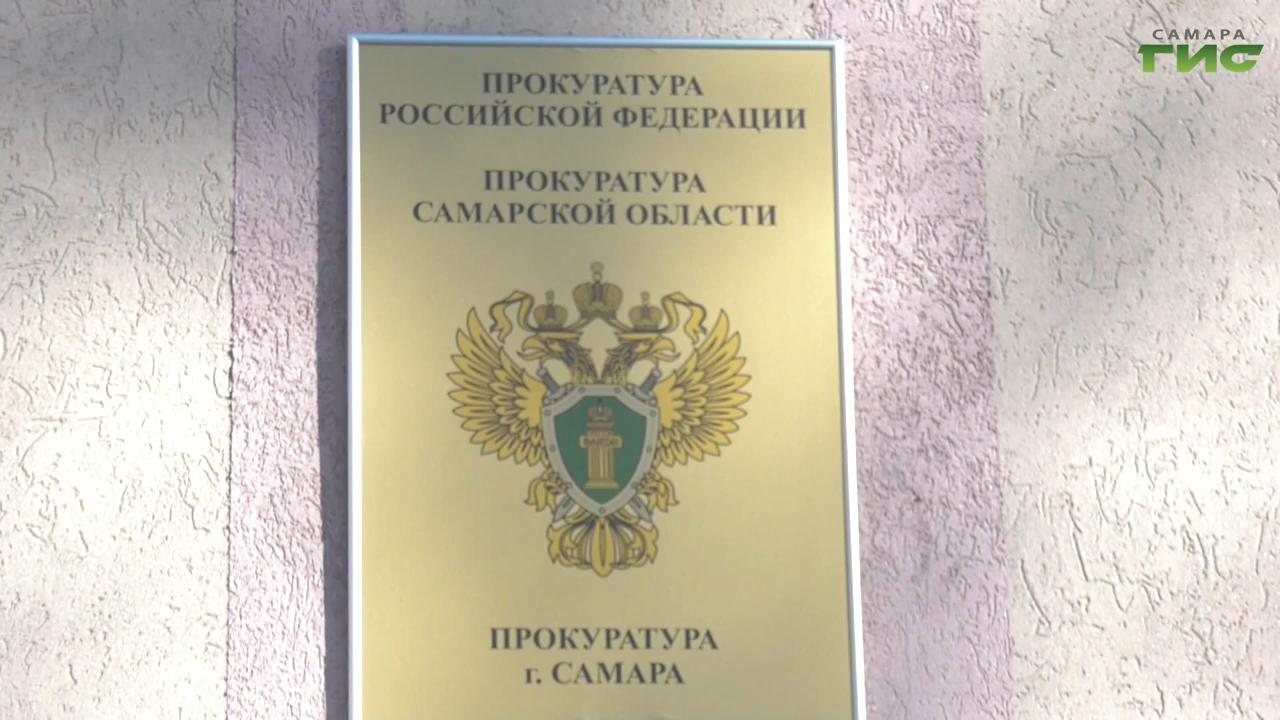 САМАРА
ГИС
ПРОКУРАТУРА
РОССИЙСКОЙ ФЕДЕРАЦИИ
ПРОКУРАТУРА
САМАРСКОЙ ОБЛАСТИ
ПРОКУРАТУРА
г. САМАРА